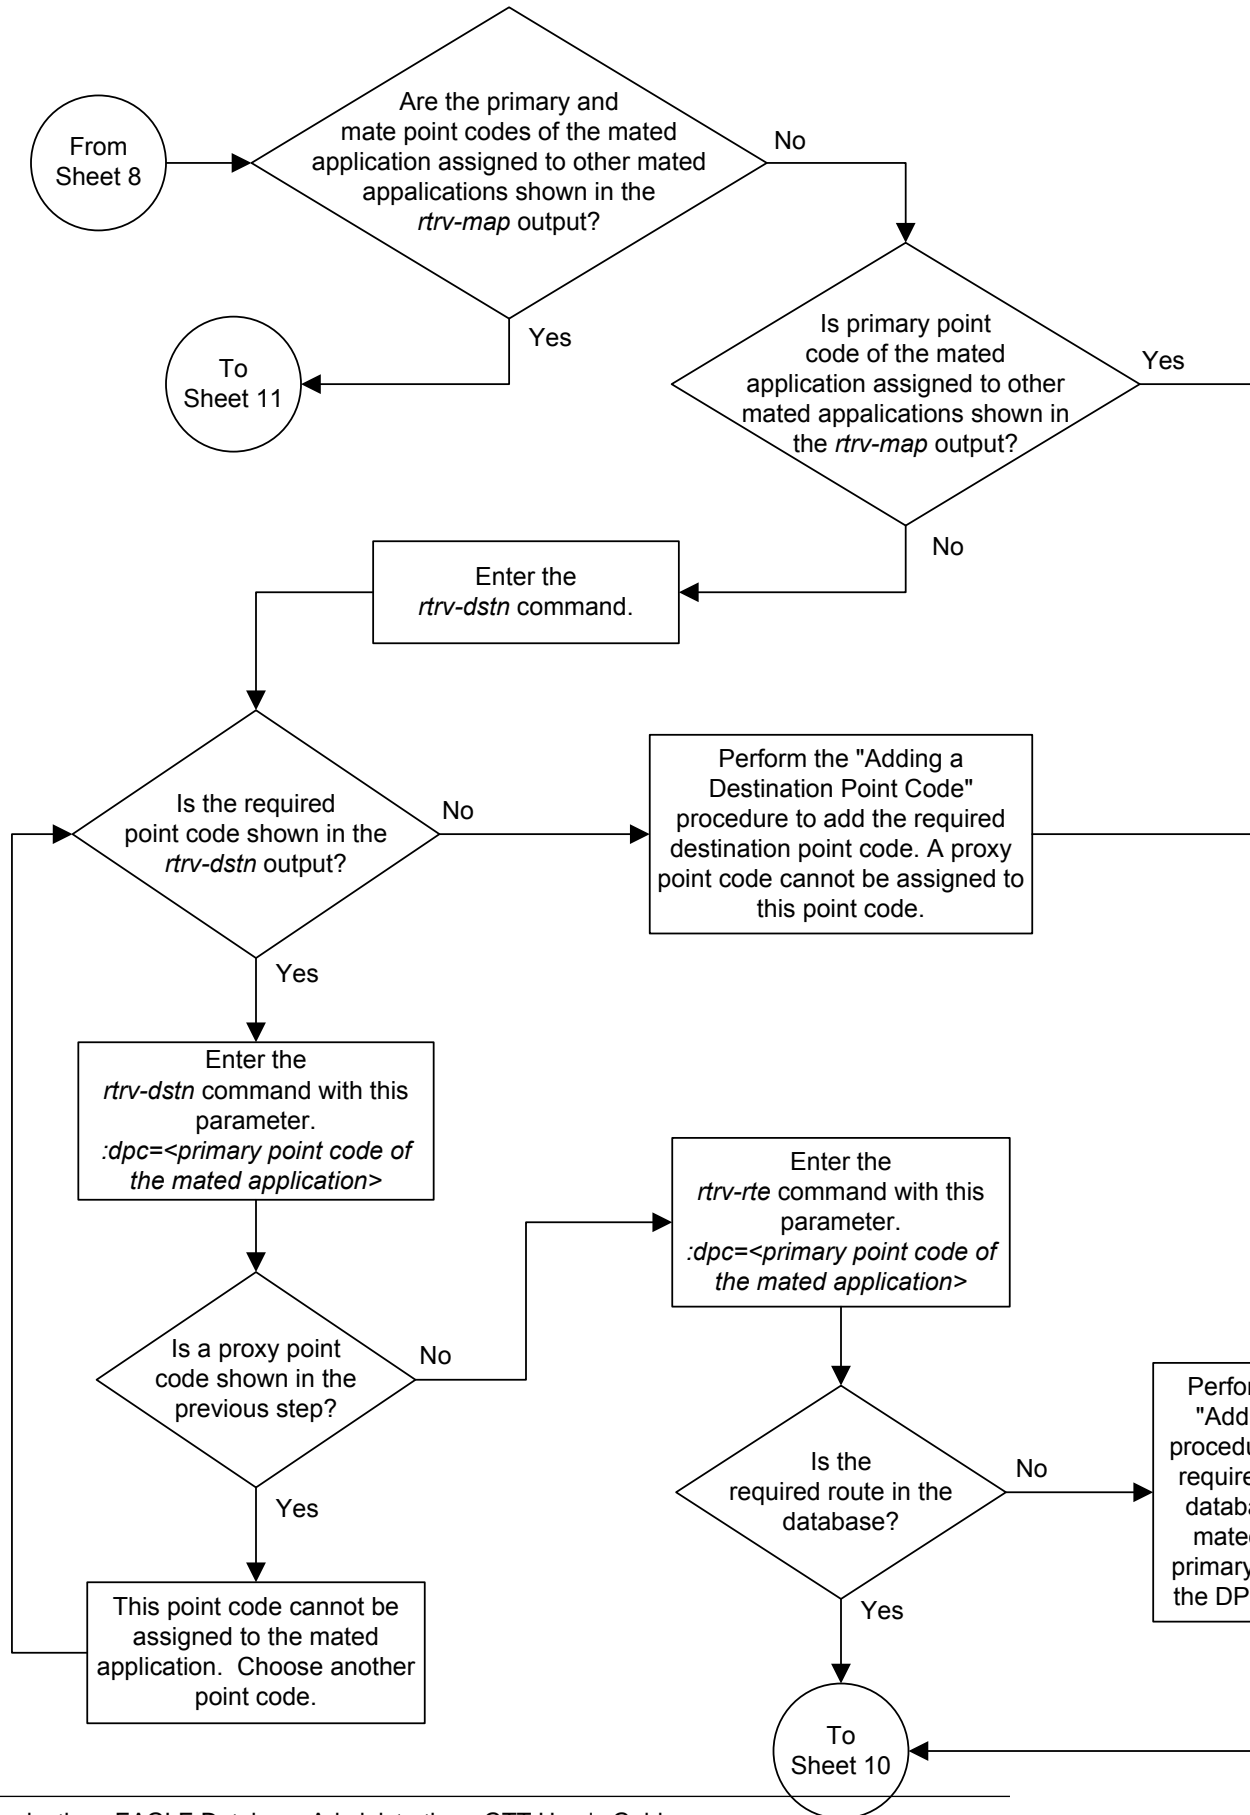 From
Sheet 8
Are the primary and
mate point codes of the mated
application assigned to other mated
appalications shown in the
rtrv-map output?
No
Yes
To
Sheet 11
Is primary point
code of the mated
application assigned to other
mated appalications shown in
the rtrv-map output?
Yes
No
Enter the
rtrv-dstn command.
Is the required
point code shown in the
rtrv-dstn output?
No
Perform the "Adding a
Destination Point Code"
procedure to add the required
destination point code. A proxy
point code cannot be assigned to
this point code.
Yes
Enter the
rtrv-dstn command with this
parameter.
:dpc=<primary point code of
the mated application>
Is a proxy point
code shown in the
previous step?
No
Enter the
rtrv-rte command with this
parameter.
:dpc=<primary point code of
the mated application>
Yes
This point code cannot be
assigned to the mated
application.  Choose another
point code.
Is the
required route in the
database?
No
"Add
primary
the DP
Yes
To
Sheet 10